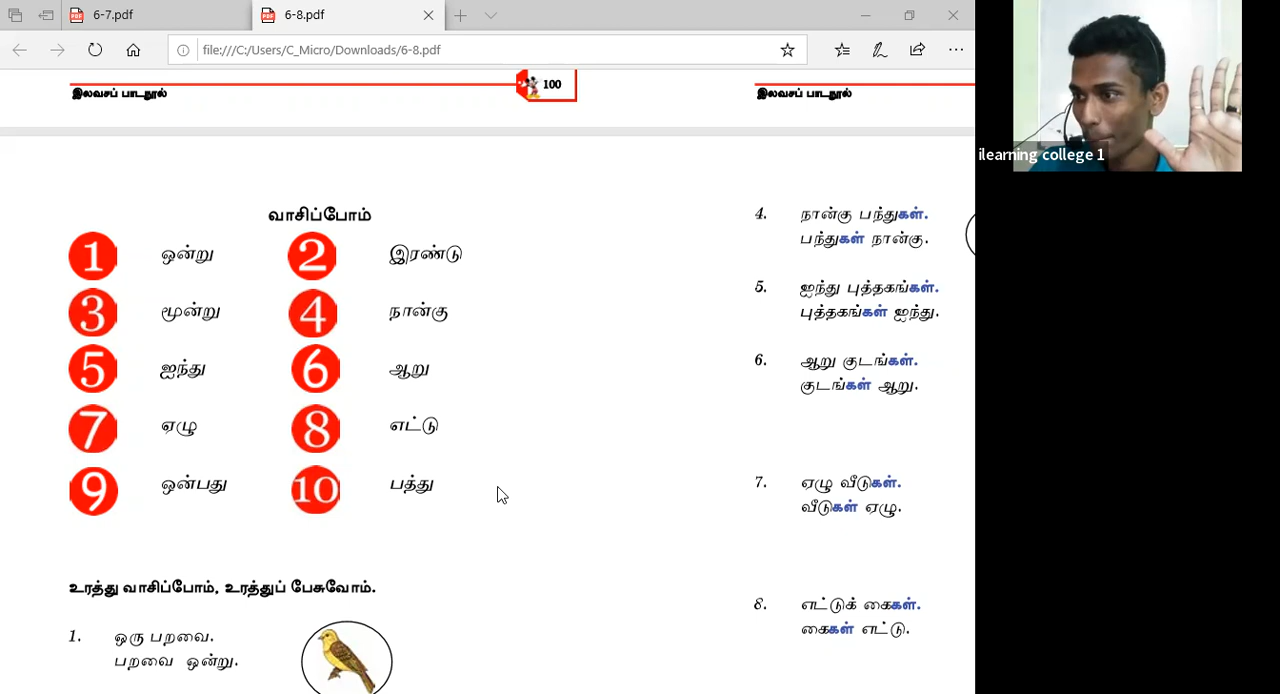 6-7.pdf
6-8.pdf
file:///C:/Users/C_Micro/Downloads/6-8.pdf
இலவசப் பாடநூல்
100
இலவசப் பாடநூல்
வாசிப்போம்
1 ஒன்று 2 இரண்டு
3 மூன்று 4 நான்கு
5 ஐந்து 6 ஆறு
7 ஏழு 8 எட்டு
9 ஒன்பது 10 பத்து
உரத்து வாசிப்போம், உரத்துப் பேசுவோம்.
1. ஒரு பறவை.
பறவை ஒன்று.
4. நான்கு பந்துகள்.
பந்துகள் நான்கு.
5. ஐந்து புத்தகங்கள்.
புத்தகங்கள் ஐந்து.
6. ஆறு குடங்கள்.
குடங்கள் ஆறு.
7. ஏழு வீடுகள்.
வீடுகள் ஏழு.
8. எட்டுக் கைகள்.
கைகள் எட்டு.
ilearning college 1